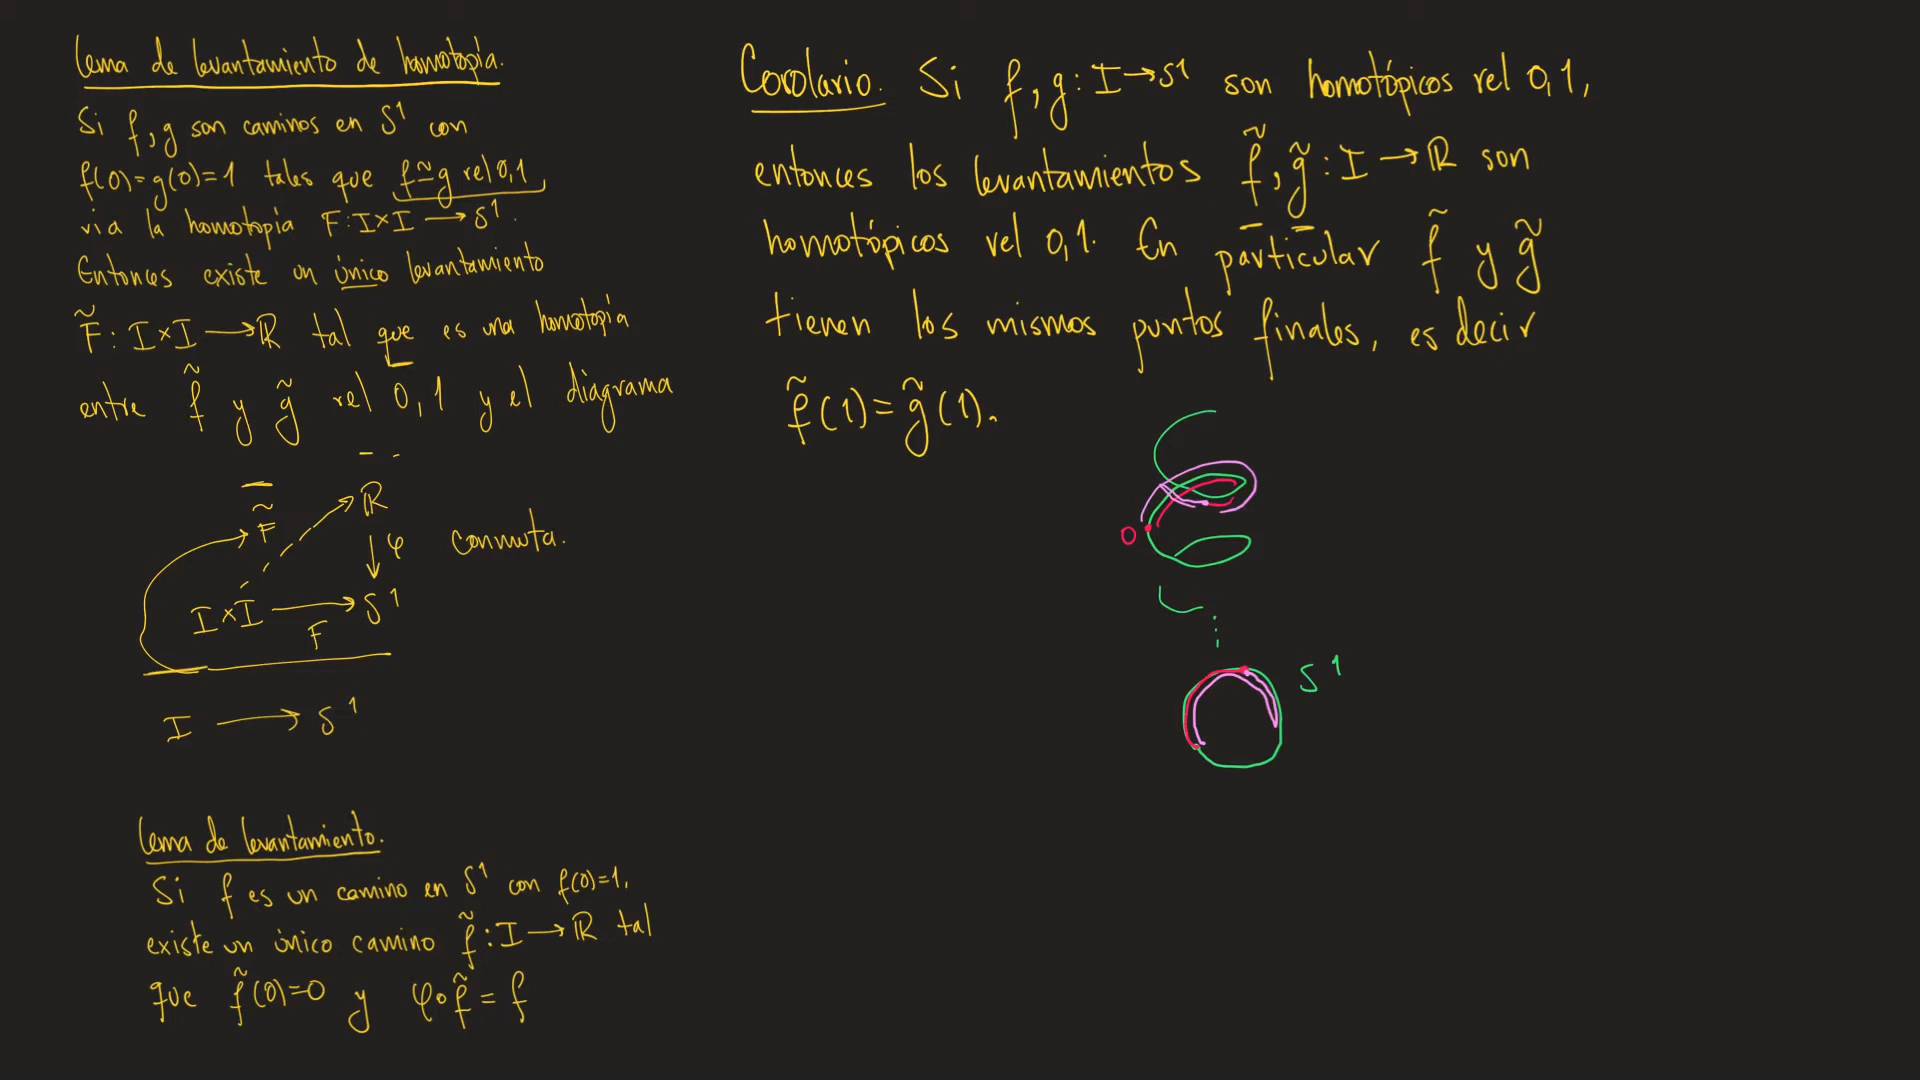 Lema de levantamiento de homotopía.
Si f, g son caminos en S¹ con
f(0)=g(0)=1 tales que f≃g rel 0,1
via la homotopía F: I×I → S¹.
Entonces existe un único levantamiento
F̃: I×I → ℝ tal que es una homotopía
entre f̃ y g̃ rel 0,1 y el diagrama
F̃ ℝ
φ conmuta.
I×I → S¹
F
I → S¹
Lema de levantamiento.
Si f es un camino en S¹ con f(0)=1,
existe un único camino f̃: I → ℝ tal
que f̃(0)=0 y φ∘f̃ = f
Corolario. Si f, g: I→S¹ son homotópicos rel 0,1,
entonces los levantamientos f̃, g̃: I → ℝ son
homotópicos rel 0,1. En particular f̃ y g̃
tienen los mismos puntos finales, es decir
f̃(1)=g̃(1).
0
S¹